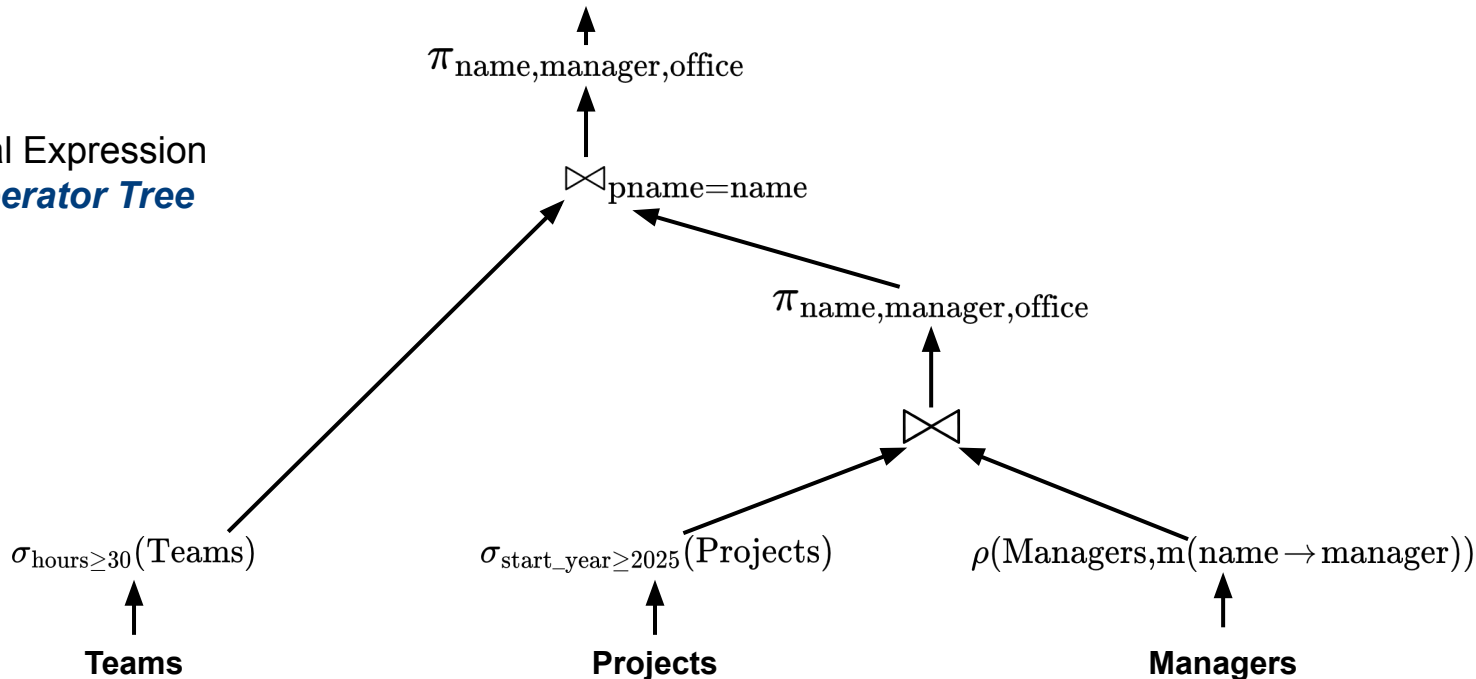 π name,manager,office
al Expression
erator Tree
⋈ pname=name
π name,manager,office
⋈
σ hours≥30(Teams)
σ start_year≥2025(Projects)
ρ(Managers,m(name→manager))
Teams
Projects
Managers